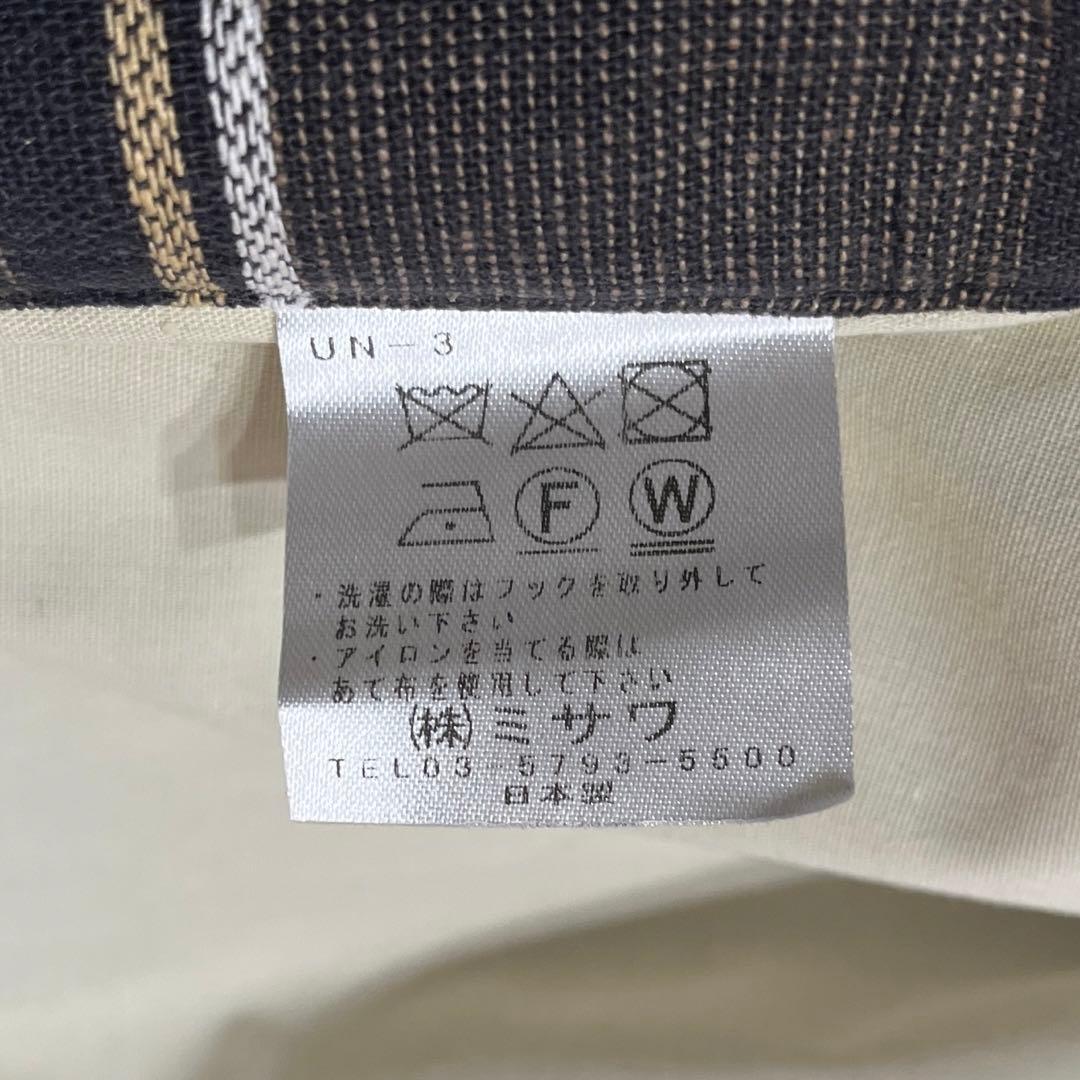 UN-3
F W
・洗濯の際はフックを取り外して
お洗い下さい
・アイロンを当てる際は
あて布を使用して下さい
(株)ミサワ
TEL03-5793-5500
日本製